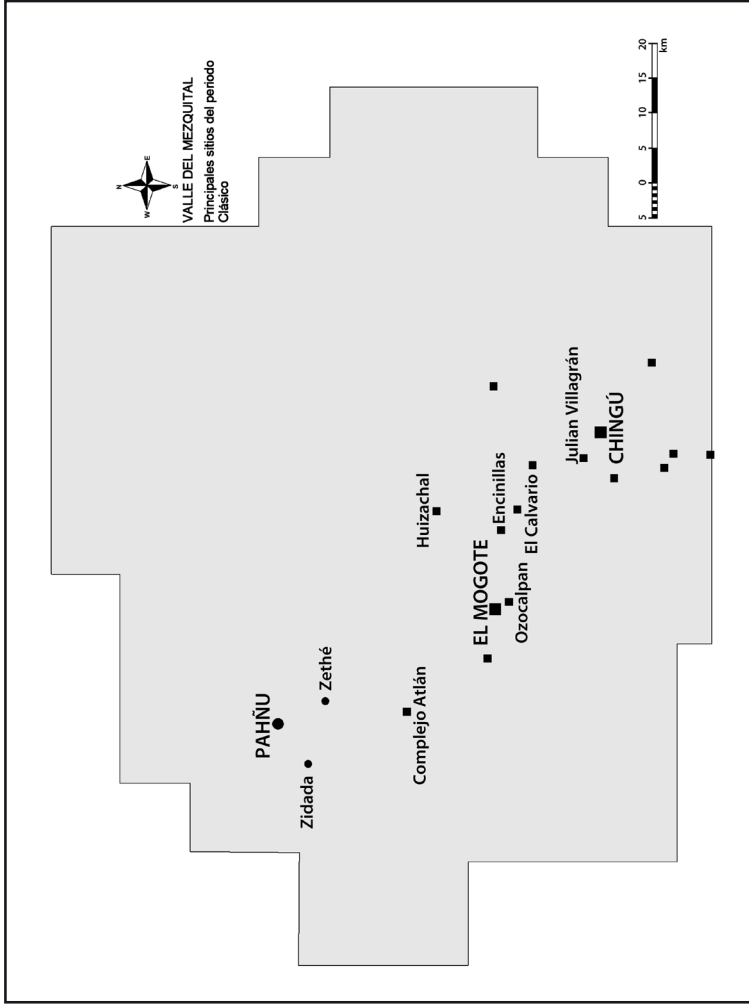 N
W
E
S
VALLE DEL MEZQUITAL
Principales sitios del periodo
Clásico
PAHÑU
Zidada
Zethé
Complejo Atlán
Huizachal
EL MOGOTE
Ozocalpan
Encinillas
El Calvario
Julian Villagrán
CHINGÚ
5 0 5 10 15 20
km